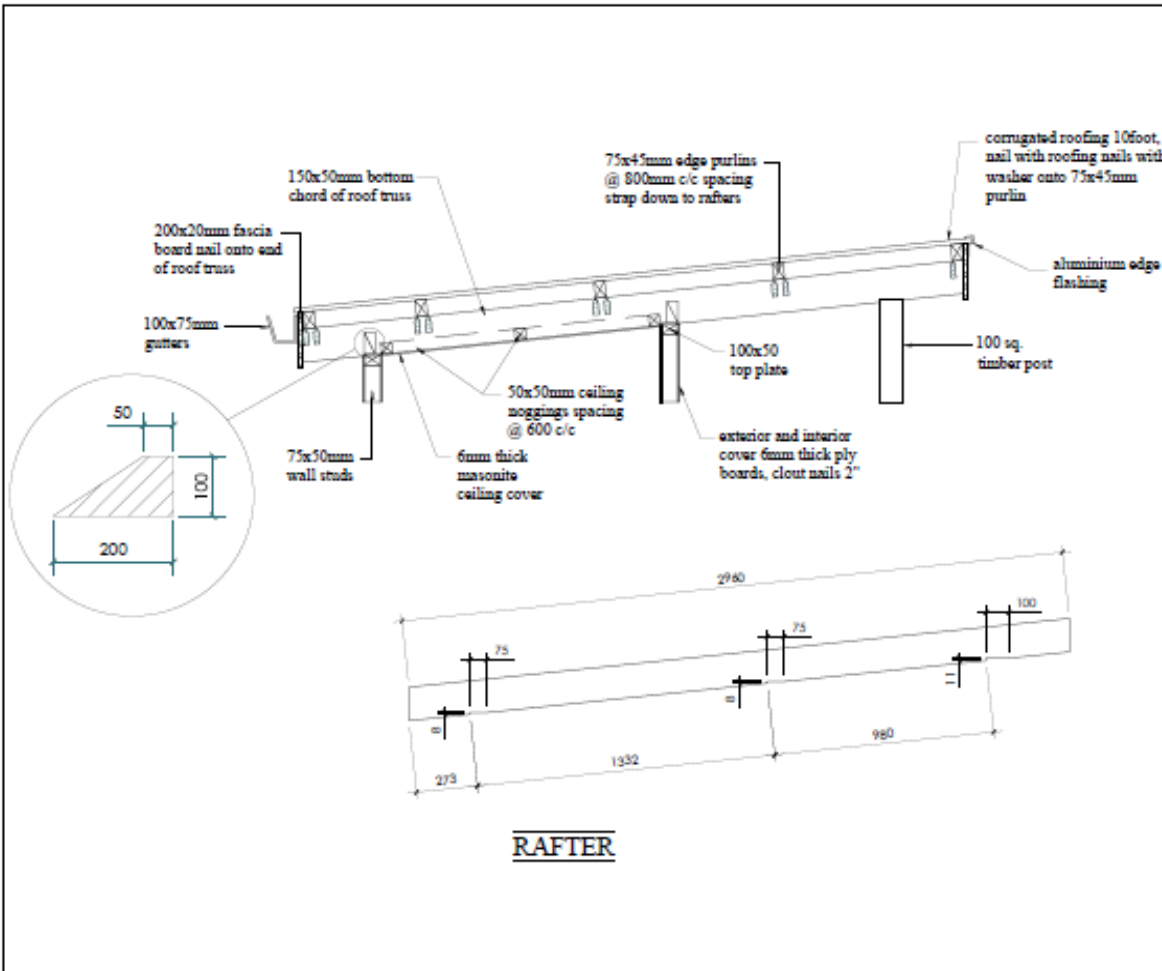 corrugated roofing 10foot,
nail with roofing nails with
washer onto 75x45mm
purlin
75x45mm edge purlins
@ 800mm c/c spacing
strap down to rafters
150x50mm bottom
chord of roof truss
200x20mm fascia
board nail onto end
of roof truss
aluminium edge
flashing
100x75mm
gutters
100x50
top plate
100 sq.
timber post
50x50mm ceiling
noggings spacing
@ 600 c/c
75x50mm
wall studs
6mm thick
masonite
ceiling cover
exterior and interior
cover 6mm thick ply
boards, clout nails 2"
50
100
200
2960
75
75
100
8
8
11
273
1332
980
RAFTER